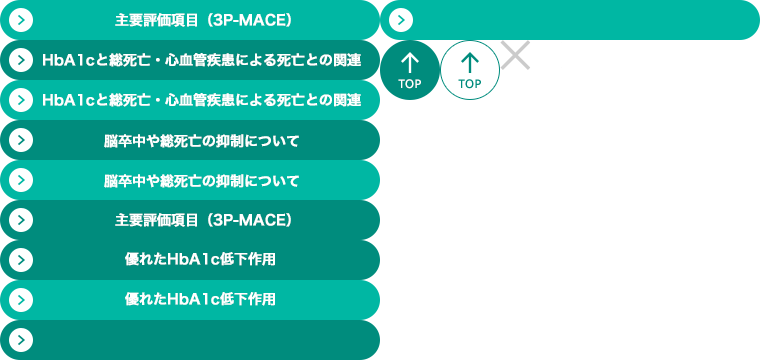 主要評価項目（3P-MACE）
HbA1cと総死亡・心血管疾患による死亡との関連
HbA1cと総死亡・心血管疾患による死亡との関連
脳卒中や総死亡の抑制について
脳卒中や総死亡の抑制について
主要評価項目（3P-MACE）
優れたHbA1c低下作用
優れたHbA1c低下作用
TOP
TOP